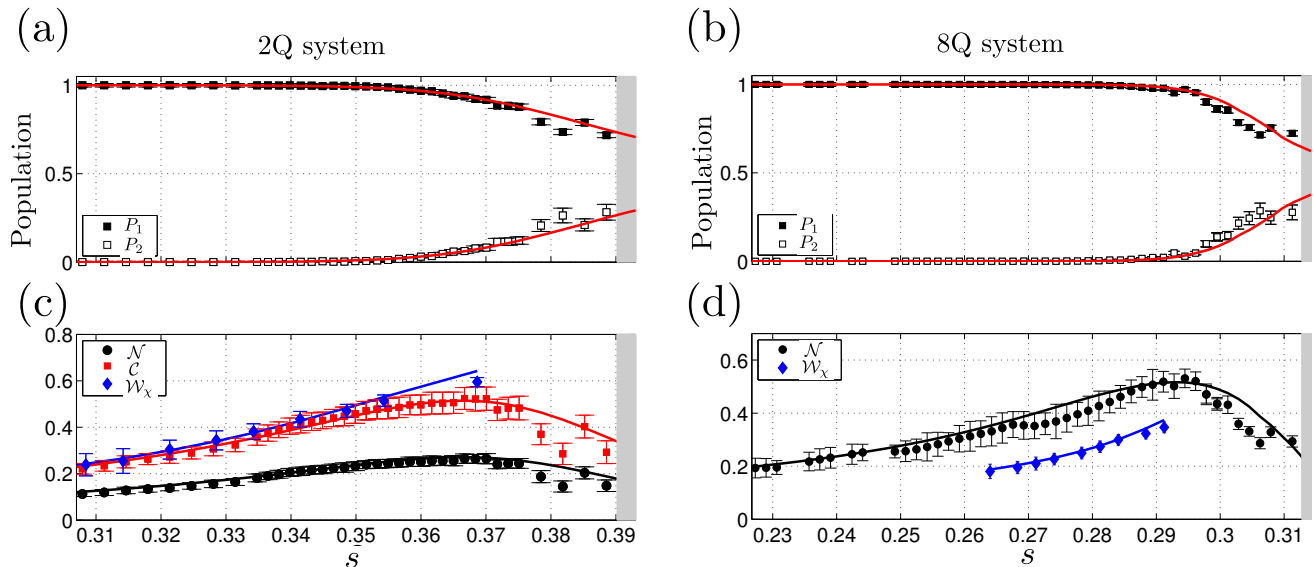 (a)
2Q system
Population
1
0.5
0
P₁
P₂
(b)
8Q system
Population
1
0.5
0
P₁
P₂
(c)
0.8
0.6
0.4
0.2
0
𝒩
𝒞
𝒲χ
0.31 0.32 0.33 0.34 0.35 0.36 0.37 0.38 0.39
s
(d)
0.6
0.4
0.2
0
𝒩
𝒲χ
0.23 0.24 0.25 0.26 0.27 0.28 0.29 0.3 0.31
s